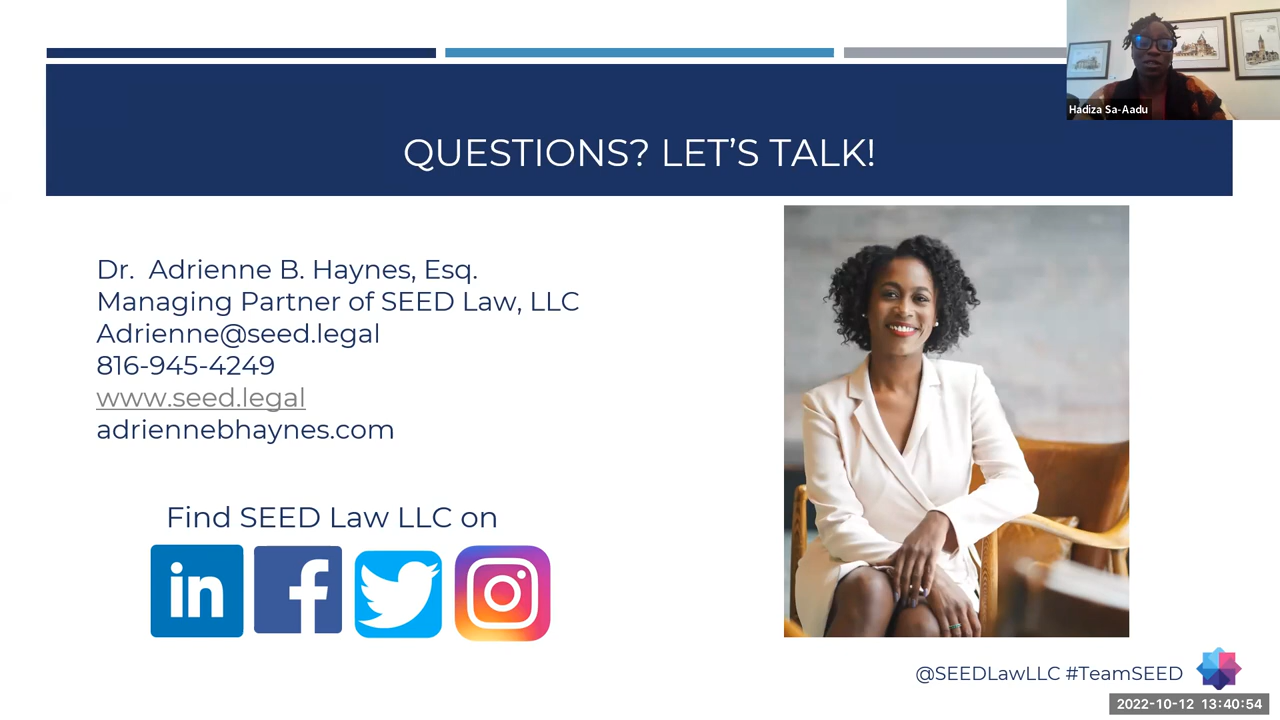 Hadiza Sa-Aadu
QUESTIONS? LET’S TALK!
Dr.  Adrienne B. Haynes, Esq.
Managing Partner of SEED Law, LLC
Adrienne@seed.legal
816-945-4249
www.seed.legal
adriennebhaynes.com
Find SEED Law LLC on
in
f
@SEEDLawLLC #TeamSEED
2022-10-12 13:40:54